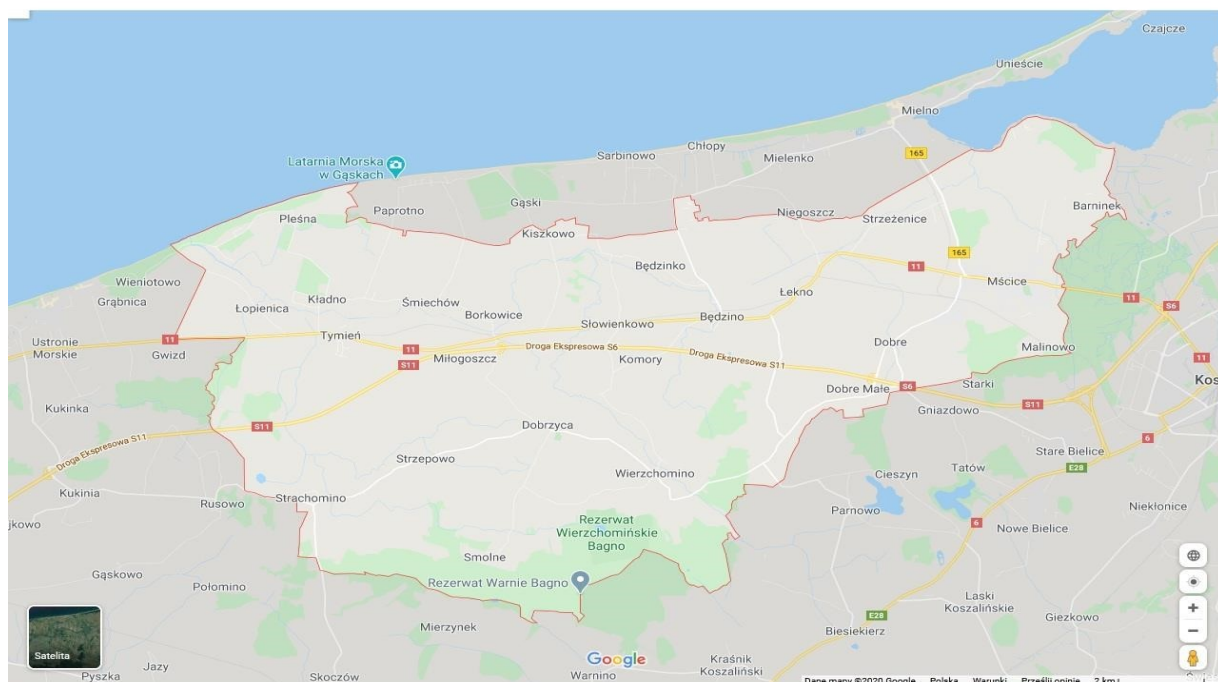 Czajcze
Unieście
Mielno
165
Chłopy
Sarbinowo
Mielenko
Latarnia Morska
w Gąskach
Gąski
Paprotno
Pleśna
Barninek
Niegoszcz
Strzeżenice
Kiszkowo
165
Będzinko
11
Wieniotowo
Mścice
Łekno
Grąbnica
Kładno
Śmiechów
11
S6
Łopienica
Borkowice
Będzino
Słowienkowo
Tymień
11
Ustronie
Morskie
Dobre
Malinowo
Gwizd
11
Droga Ekspresowa S6
Miłogoszcz
Komory
Droga Ekspresowa S11
11
S11
Kos
Dobre Małe
S6
Starki
Kukinka
S11
Gniazdowo
S11
Dobrzyca
6
Droga Ekspresowa S11
Stare Bielice
Strzepowo
E28
Tatów
Cieszyn
Wierzchomino
Kukinia
Strachomino
Rusowo
Niekłonice
Parnowo
jkowo
Rezerwat
Wierzchomińskie
Bagno
6
Nowe Bielice
Smolne
Gąskowo
Rezerwat Warnie Bagno
Połomino
Laski
Koszalińskie
E28
Giezkowo
Mierzynek
Biesiekierz
Satelita
Google
Kraśnik
Koszaliński
Jazy
Pyszka
Skoczów
Warnino
Dane mapy ©2020 Google Polska Warunki Prześlij opinię 2 km